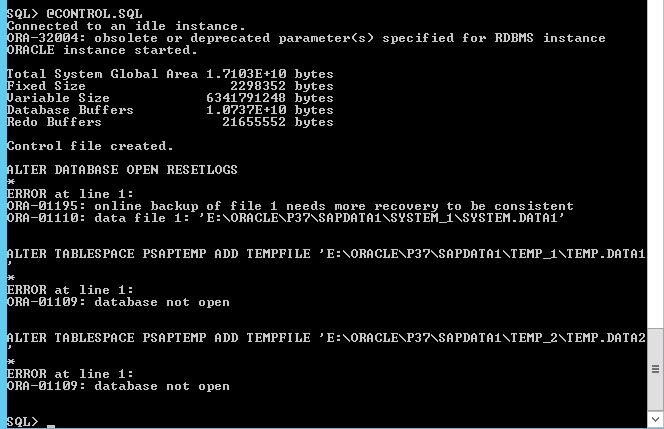 SQL> @CONTROL.SQL
Connected to an idle instance.
ORA-32004: obsolete or deprecated parameter(s) specified for RDBMS instance
ORACLE instance started.
Total System Global Area 1.7103E+10 bytes
Fixed Size 2298352 bytes
Variable Size 6341791248 bytes
Database Buffers 1.0737E+10 bytes
Redo Buffers 21655552 bytes
Control file created.
ALTER DATABASE OPEN RESETLOGS
*
ERROR at line 1:
ORA-01195: online backup of file 1 needs more recovery to be consistent
ORA-01110: data file 1: 'E:\ORACLE\P37\SAPDATA1\SYSTEM_1\SYSTEM.DATA1'
ALTER TABLESPACE PSAPTEMP ADD TEMPFILE 'E:\ORACLE\P37\SAPDATA1\TEMP_1\TEMP.DATA1
'
*
ERROR at line 1:
ORA-01109: database not open
ALTER TABLESPACE PSAPTEMP ADD TEMPFILE 'E:\ORACLE\P37\SAPDATA1\TEMP_2\TEMP.DATA2
'
*
ERROR at line 1:
ORA-01109: database not open
SQL> _